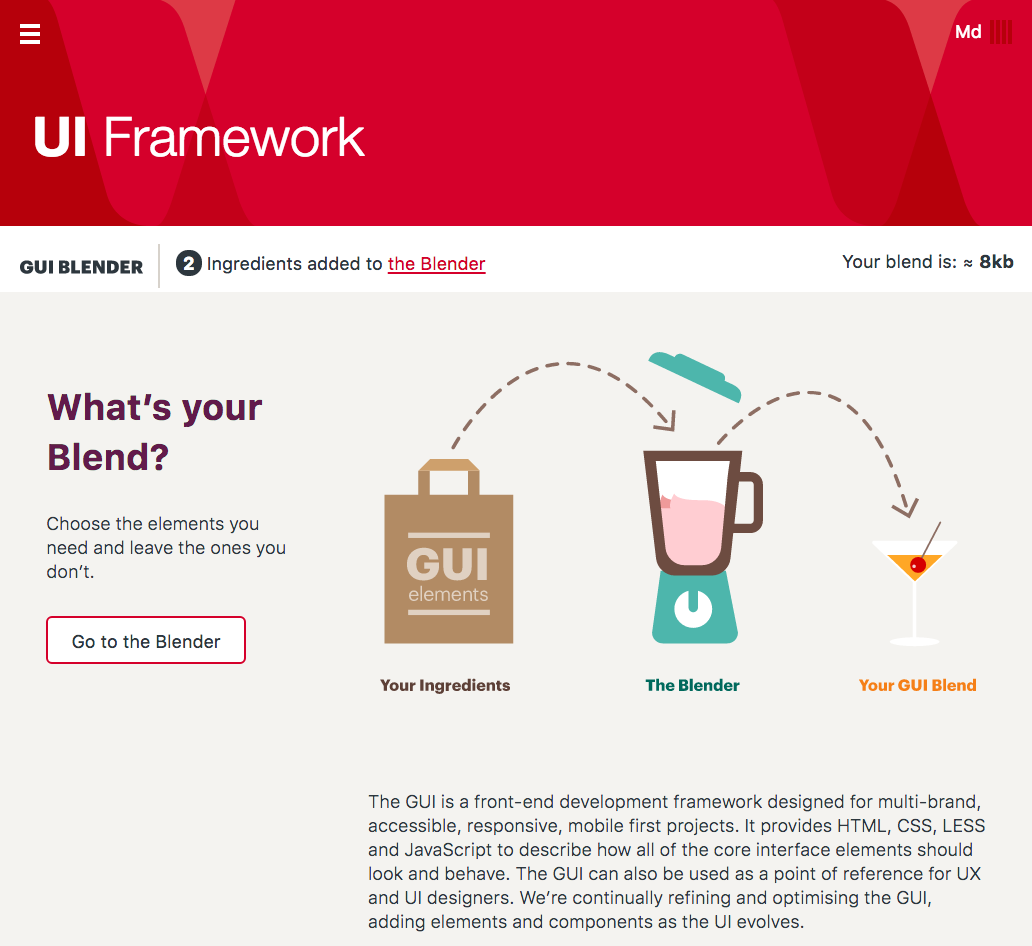 Md
UI Framework
GUI BLENDER
2 Ingredients added to the Blender
Your blend is: ≈ 8kb
What’s your
Blend?
Choose the elements you
need and leave the ones you
don’t.
Go to the Blender
GUI
elements
Your Ingredients
The Blender
Your GUI Blend
The GUI is a front-end development framework designed for multi-brand,
accessible, responsive, mobile first projects. It provides HTML, CSS, LESS
and JavaScript to describe how all of the core interface elements should
look and behave. The GUI can also be used as a point of reference for UX
and UI designers. We’re continually refining and optimising the GUI,
adding elements and components as the UI evolves.